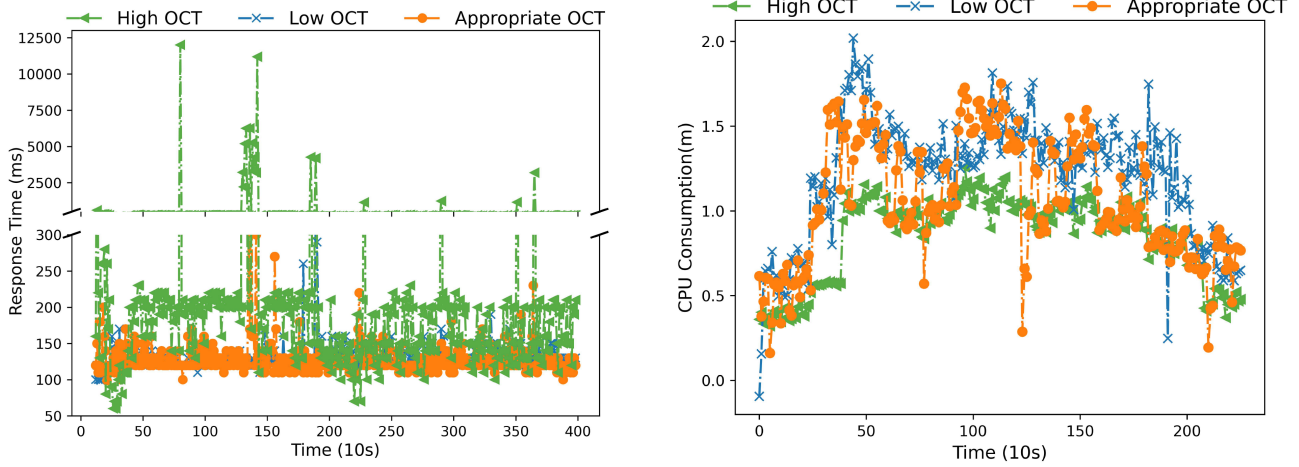 High OCT Low OCT Appropriate OCT
12500
10000
7500
5000
2500
300
250
200
150
100
50
Response Time (ms)
0 50 100 150 200 250 300 350 400
Time (10s)
High OCT Low OCT Appropriate OCT
2.0
1.5
1.0
0.5
0.0
CPU Consumption(m)
0 50 100 150 200
Time (10s)